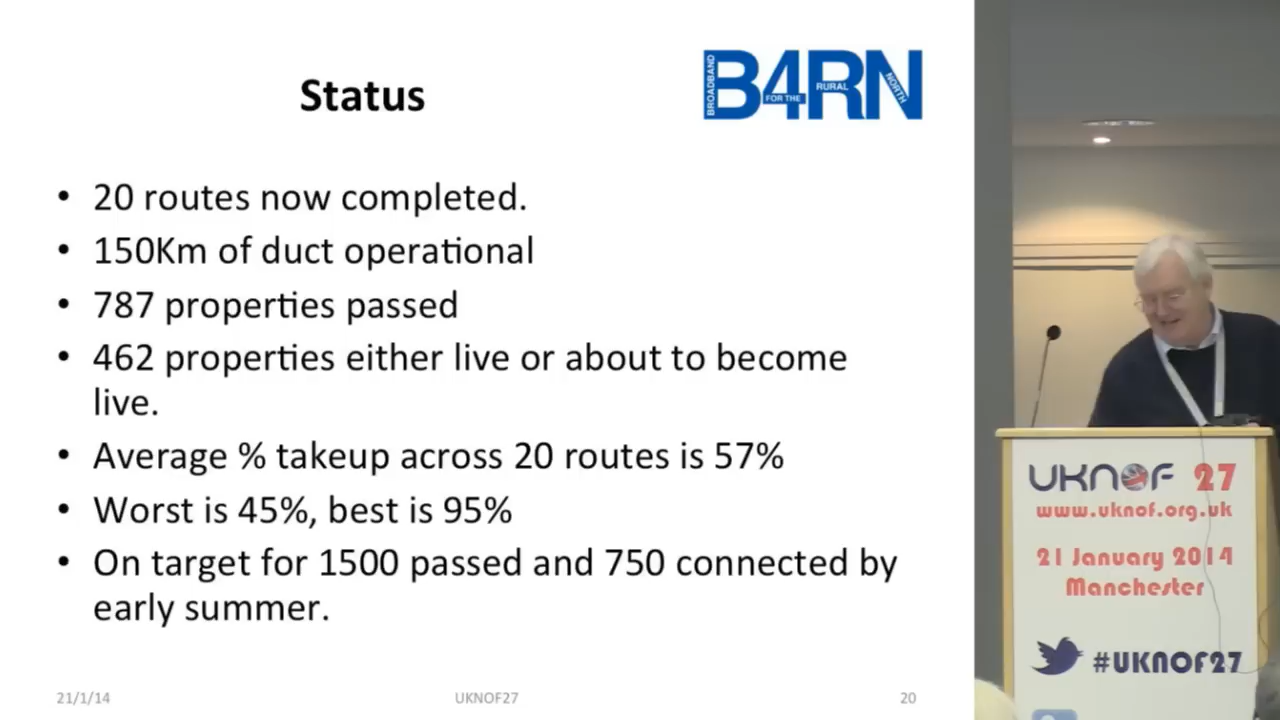 Status
BROADBAND
B4RN
FOR THE
RURAL
NORTH
• 20 routes now completed.
• 150Km of duct operational
• 787 properties passed
• 462 properties either live or about to become
live.
• Average % takeup across 20 routes is 57%
• Worst is 45%, best is 95%
• On target for 1500 passed and 750 connected by
early summer.
21/1/14
UKNOF27
20
UKNOF 27
www.uknof.org.uk
21 January 2014
Manchester
#UKNOF27